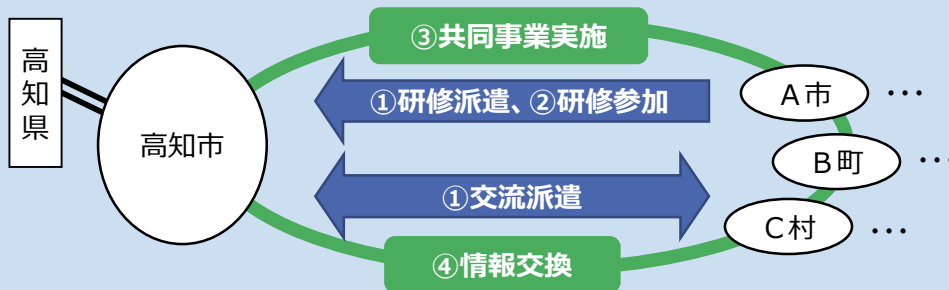 高知県
高知市
③共同事業実施
①研修派遣、②研修参加
①交流派遣
④情報交換
A市 ・・・
B町 ・・・
C村 ・・・